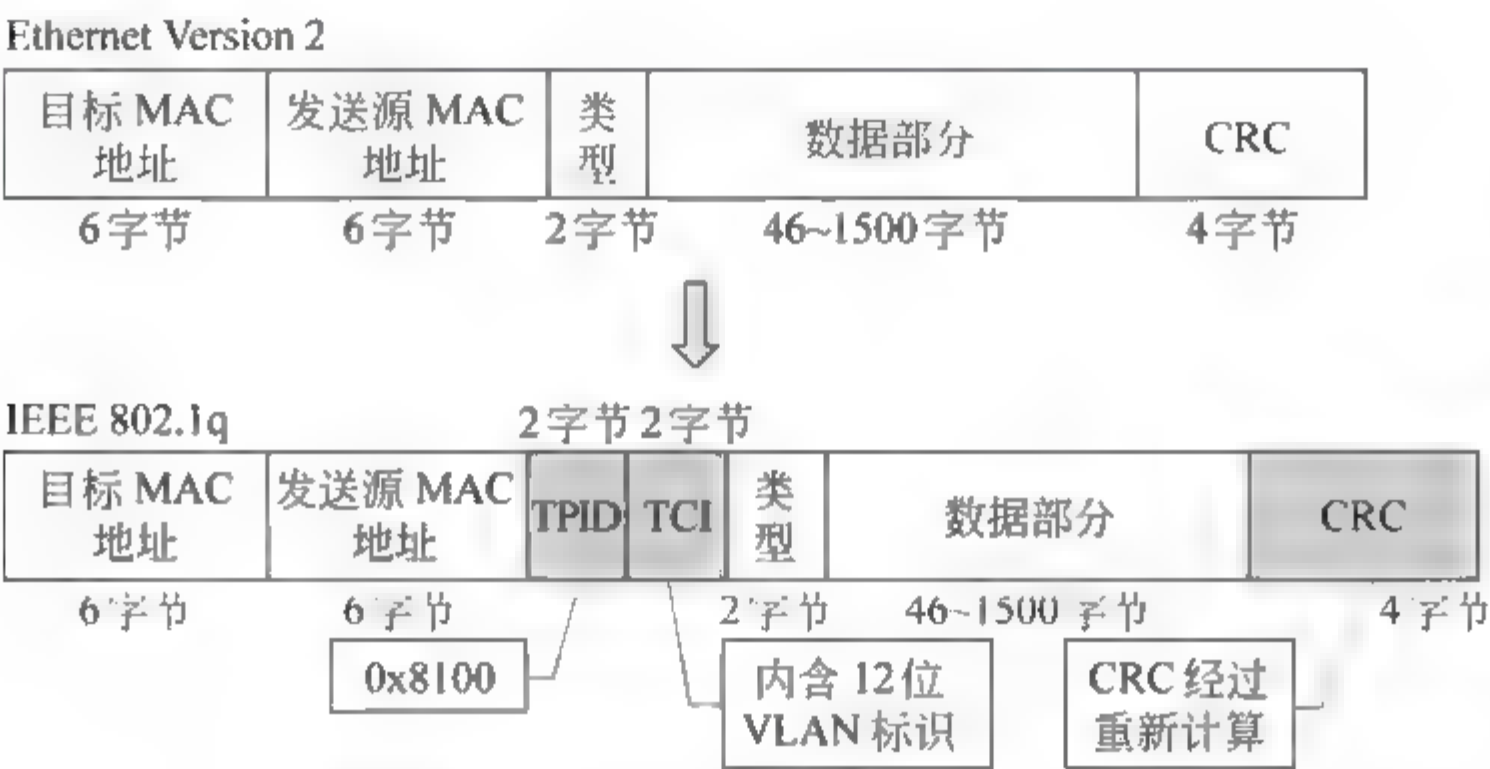 Ethernet Version 2
目标 MAC 地址
发送源 MAC 地址
类型
数据部分
CRC
6字节
6字节
2字节
46~1500字节
4字节
IEEE 802.1q
2字节
2字节
目标 MAC 地址
发送源 MAC 地址
TPID
TCI
类型
数据部分
CRC
6字节
6字节
2字节
46~1500字节
4字节
0x8100
内含 12位
VLAN 标识
CRC 经过
重新计算